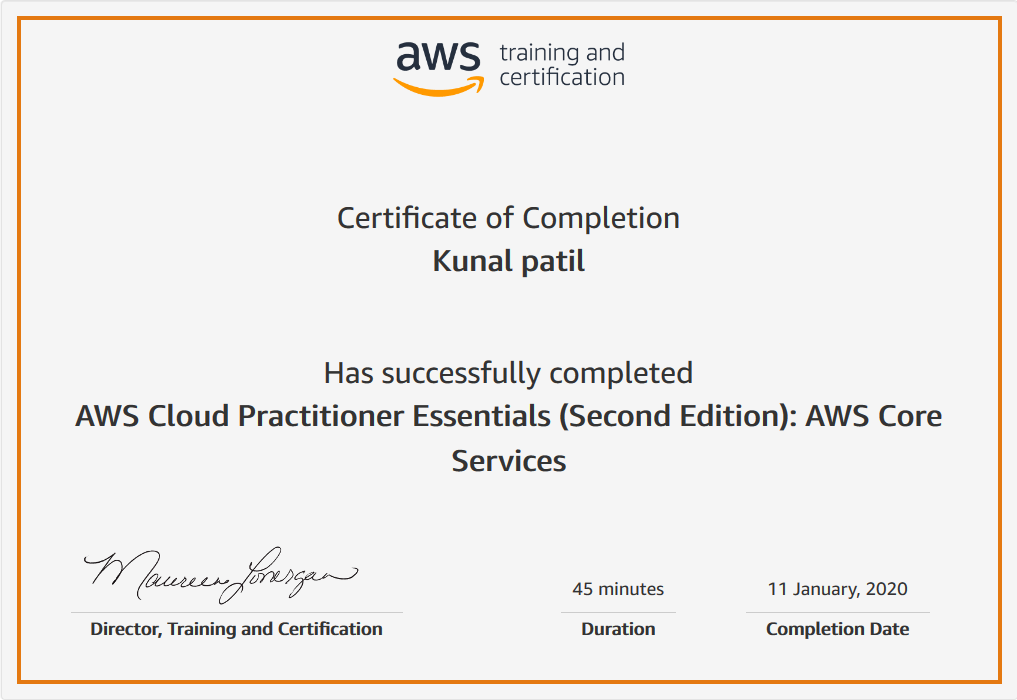 aws training and
certification
Certificate of Completion
Kunal patil
Has successfully completed
AWS Cloud Practitioner Essentials (Second Edition): AWS Core
Services
Maureen Lonergan
45 minutes
11 January, 2020
Director, Training and Certification
Duration
Completion Date